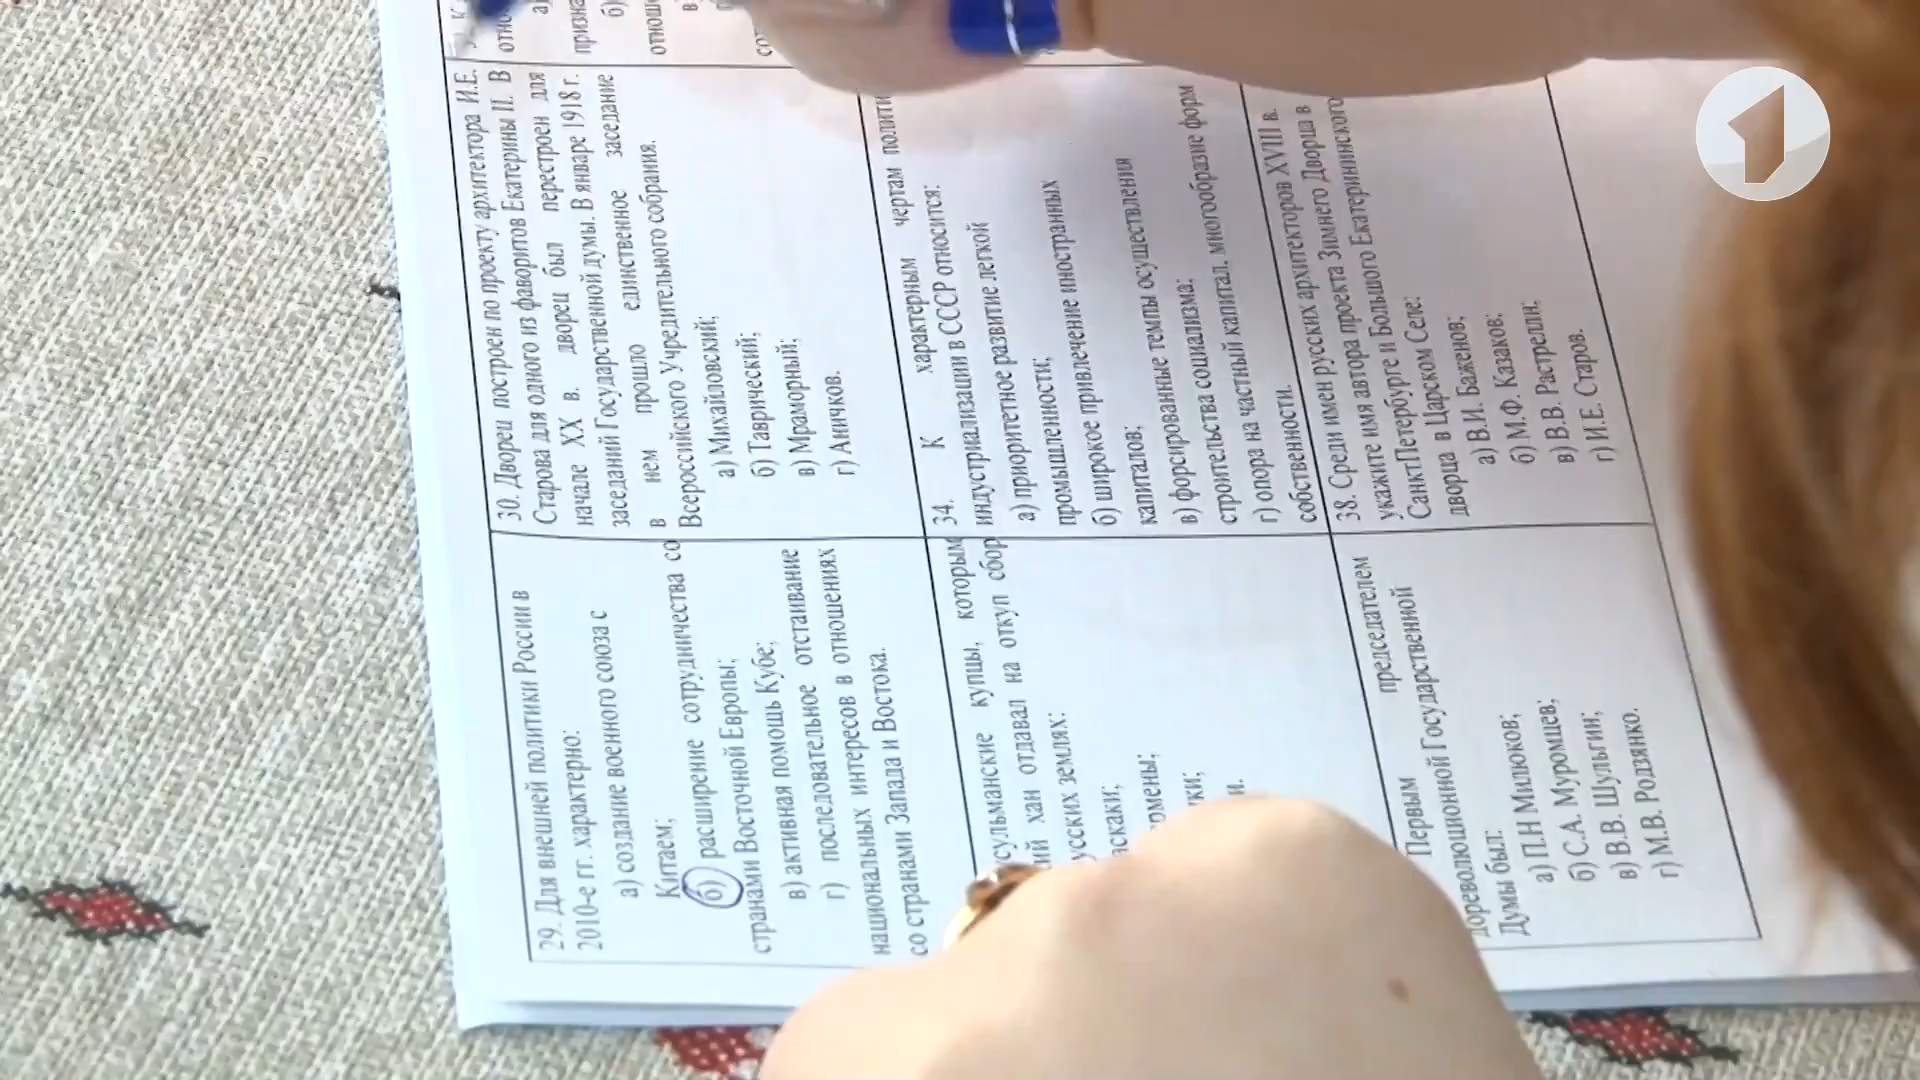 29. Для внешней политики России в
2010-е гг. характерно:
а) создание военного союза с
Китаем;
б) расширение сотрудничества со
странами Восточной Европы;
в) активная помощь Кубе;
г) последовательное отстаивание
национальных интересов в отношениях
со странами Запада и Востока.
30. Дворец построен по проекту архитектора И.Е.
Старова для одного из фаворитов Екатерины II. В
начале XX в. дворец был перестроен для
заседаний Государственной думы. В январе 1918 г.
в нем прошло единственное заседание
Всероссийского Учредительного собрания.
а) Михайловский;
б) Таврический;
в) Мраморный;
г) Аничков.
а)
б)
в)
купцы, которым
хан отдавал на откуп сбор
землях:
34. К характерным чертам
индустриализации в СССР относится:
а) приоритетное развитие легкой
промышленности;
б) широкое привлечение иностранных
капиталов;
в) форсированные темпы осуществления
строительства социализма;
г) опора на частный капитал, многообразие форм
собственности.
Первым председателем
дореволюционной Государственной
Думы был:
а) П.Н Милюков;
б) С.А. Муромцев;
в) В.В. Шульгин;
г) М.В. Родзянко.
38. Среди имен русских архитекторов XVIII в.
укажите имя автора проекта Зимнего Дворца в
СанктПетербурге и Большого Екатерининского
дворца в Царском Селе:
а) В.И. Баженов;
б) М.Ф. Казаков;
в) В.В. Растрелли;
г) И.Е. Старов.